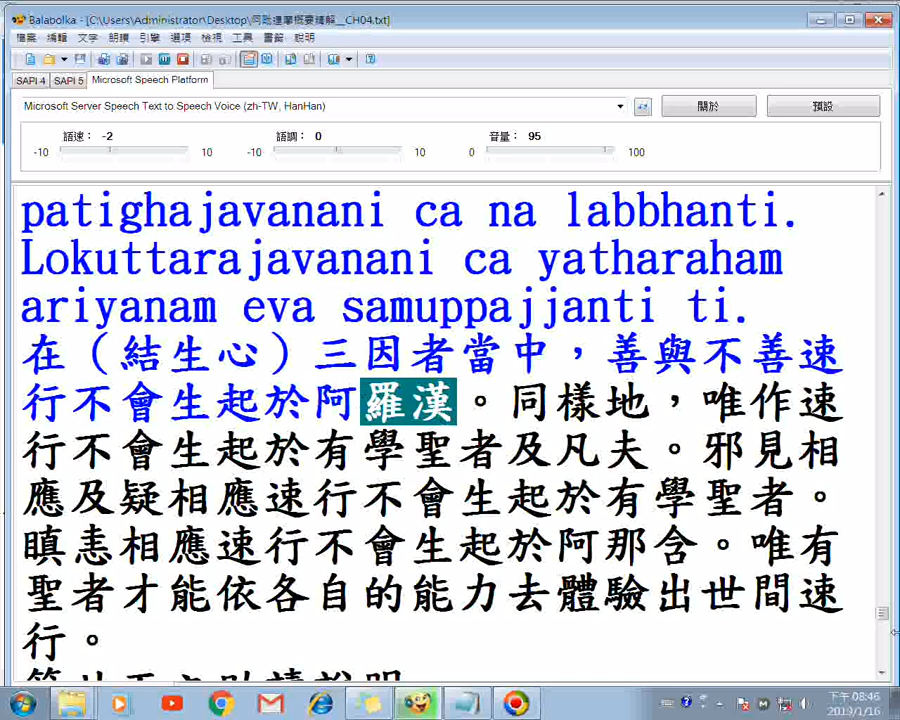 Balabolka - [C:\Users\Administrator\Desktop\阿毗達摩概要精解__CH04.txt]
檔案 編輯 文字 朗讀 引擎 選項 檢視 工具 書籤 說明
SAPI 4 SAPI 5 Microsoft Speech Platform
Microsoft Server Speech Text to Speech Voice (zh-TW, HanHan) 關於 預設
語速： -2 語調： 0 音量： 95
-10 10 -10 10 0 100
patighajavanani ca na labbhanti.
Lokuttarajavanani ca yatharaham
ariyanam eva samuppajjanti ti.
在（結生心）三因者當中，善與不善速
行不會生起於阿羅漢。同樣地，唯作速
行不會生起於有學聖者及凡夫。邪見相
應及疑相應速行不會生起於有學聖者。
瞋恚相應速行不會生起於阿那含。唯有
聖者才能依各自的能力去體驗出世間速
行。
下午 08:46
2019/1/16